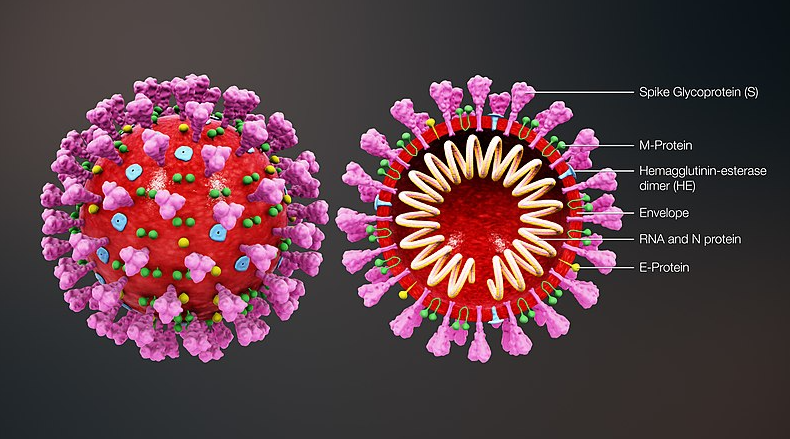 Spike Glycoprotein (S)
M-Protein
Hemagglutinin-esterase
dimer (HE)
Envelope
RNA and N protein
E-Protein